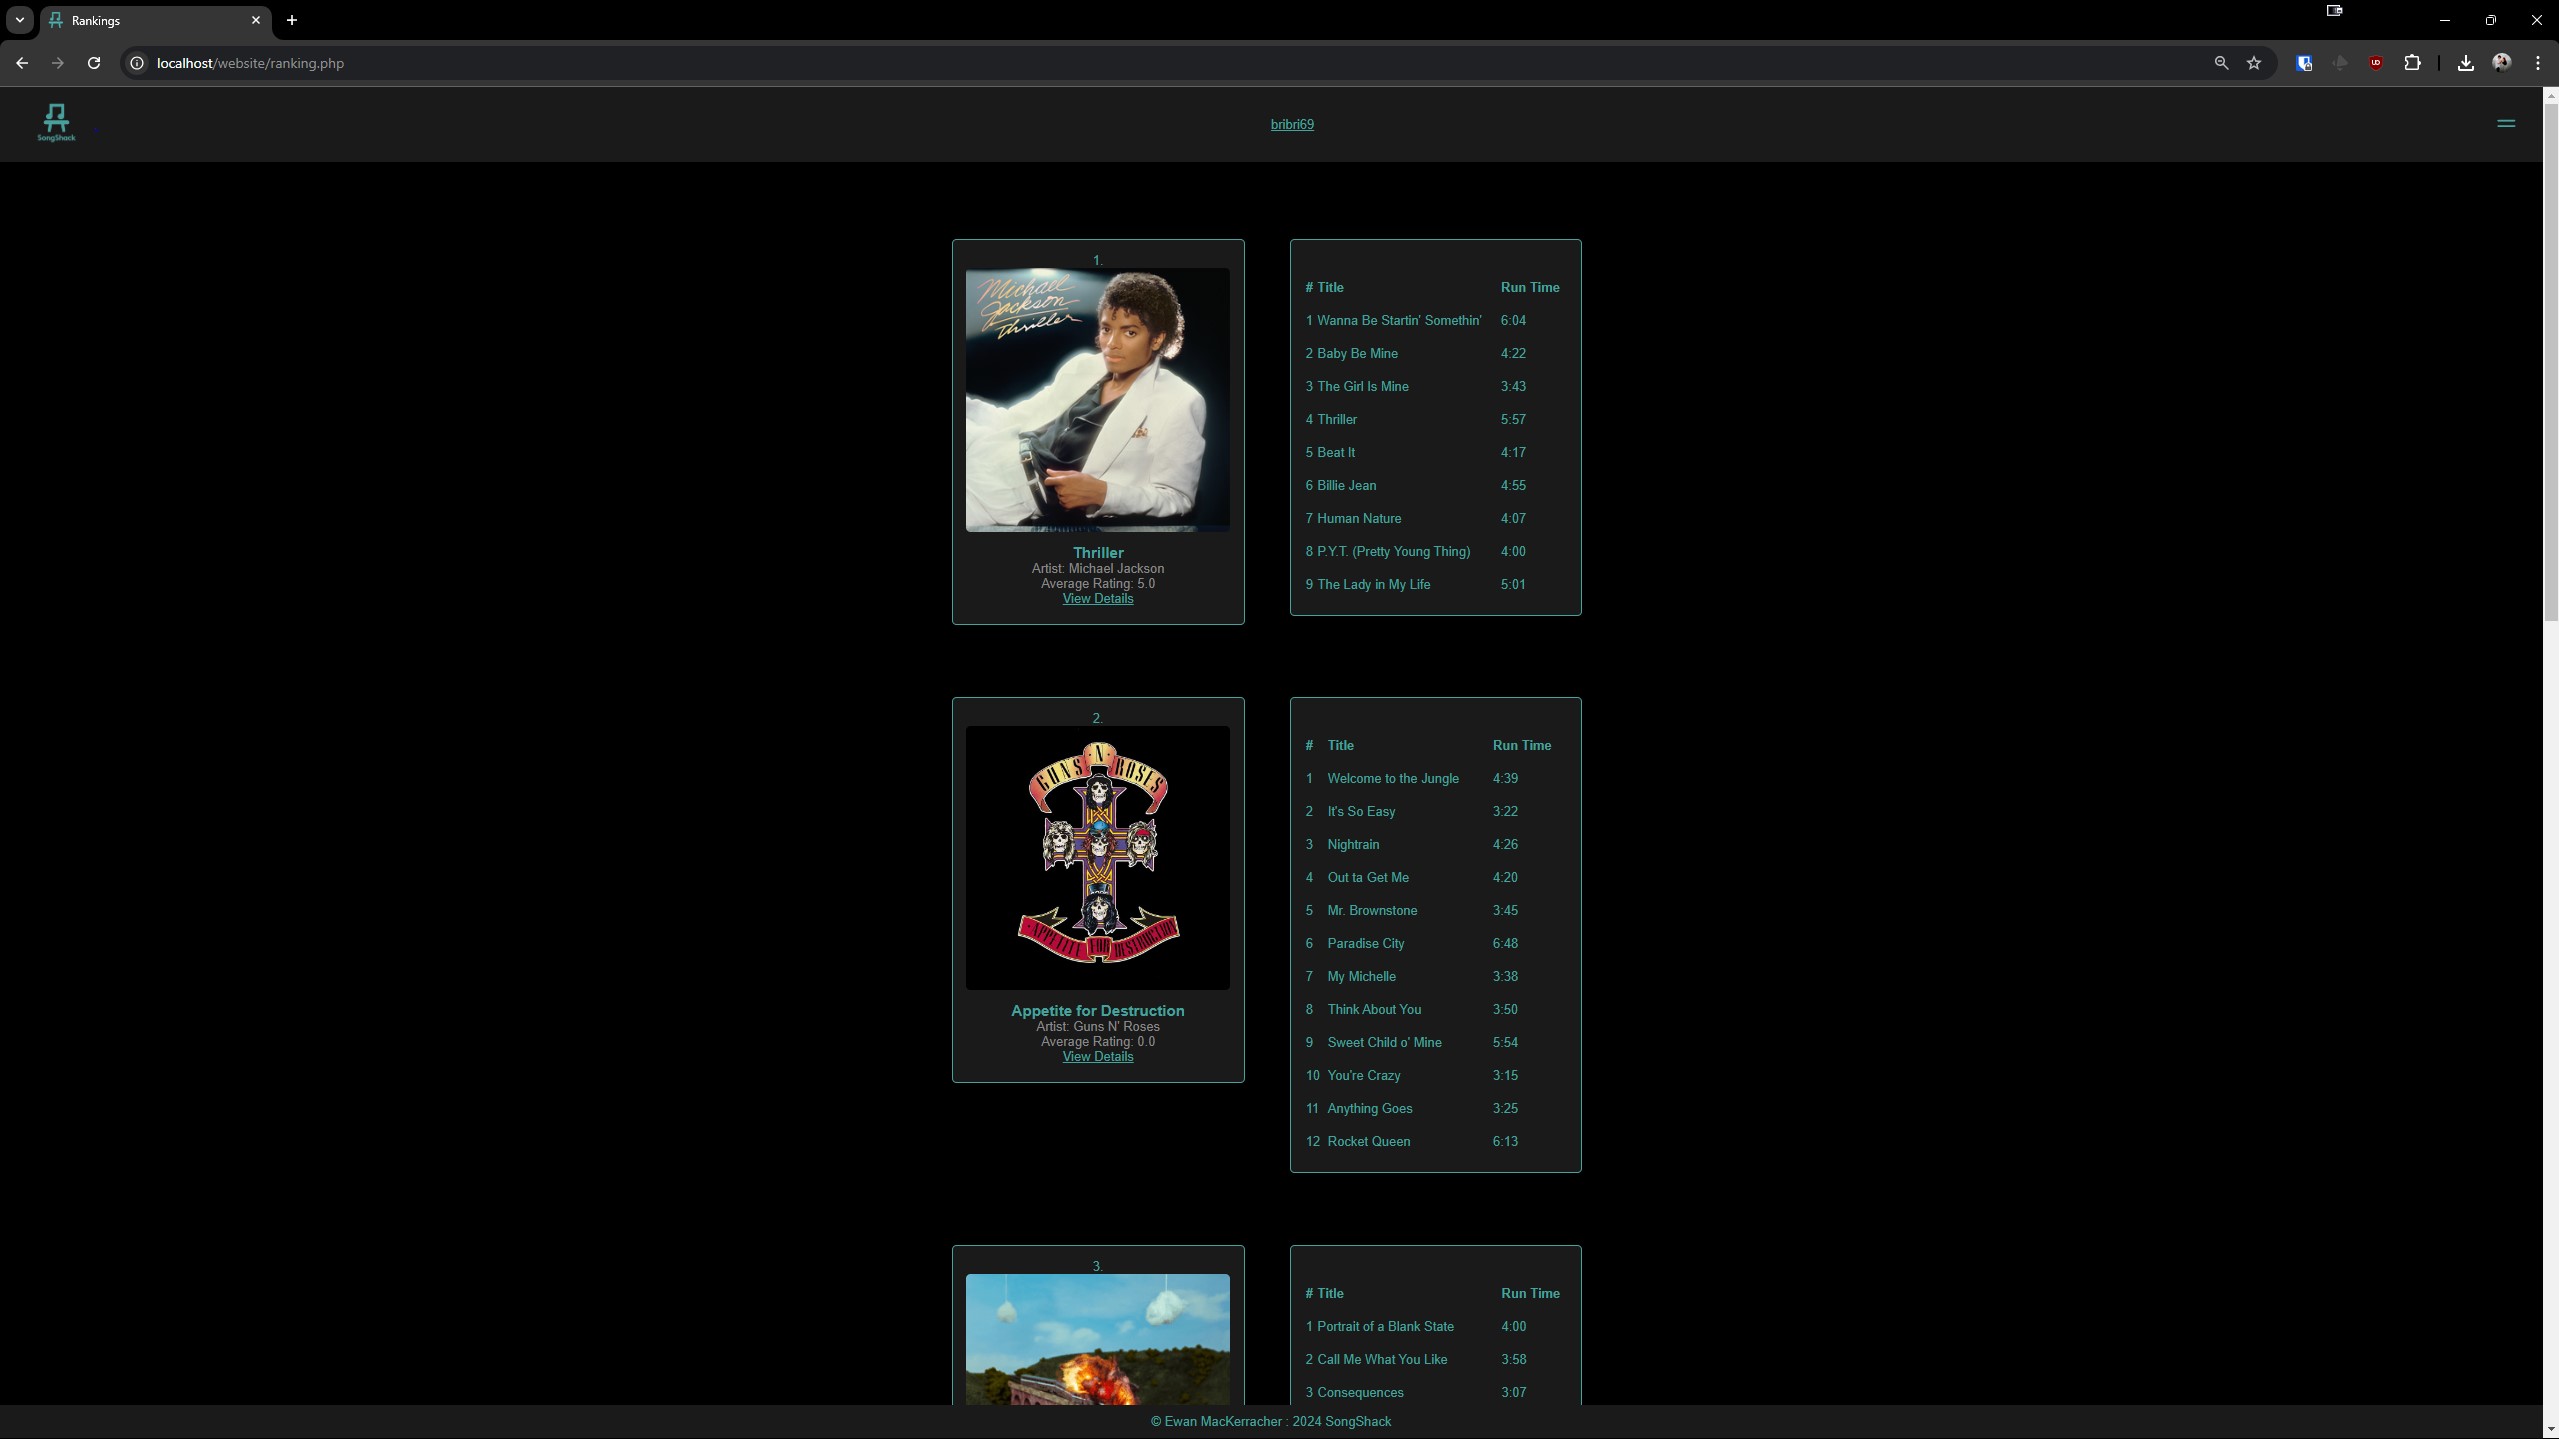 Rankings
localhost/website/ranking.php
SongShack
bribri69
1.
Michael
Jackson
Thriller
Thriller
Artist: Michael Jackson
Average Rating: 5.0
View Details
# Title Run Time
1 Wanna Be Startin' Somethin' 6:04
2 Baby Be Mine 4:22
3 The Girl Is Mine 3:43
4 Thriller 5:57
5 Beat It 4:17
6 Billie Jean 4:55
7 Human Nature 4:07
8 P.Y.T. (Pretty Young Thing) 4:00
9 The Lady in My Life 5:01
2.
GUNS N' ROSES
APPETITE FOR DESTRUCTION
Appetite for Destruction
Artist: Guns N' Roses
Average Rating: 0.0
View Details
# Title Run Time
1 Welcome to the Jungle 4:39
2 It's So Easy 3:22
3 Nightrain 4:26
4 Out ta Get Me 4:20
5 Mr. Brownstone 3:45
6 Paradise City 6:48
7 My Michelle 3:38
8 Think About You 3:50
9 Sweet Child o' Mine 5:54
10 You're Crazy 3:15
11 Anything Goes 3:25
12 Rocket Queen 6:13
3.
# Title Run Time
1 Portrait of a Blank State 4:00
2 Call Me What You Like 3:58
3 Consequences 3:07
© Ewan MacKerracher : 2024 SongShack